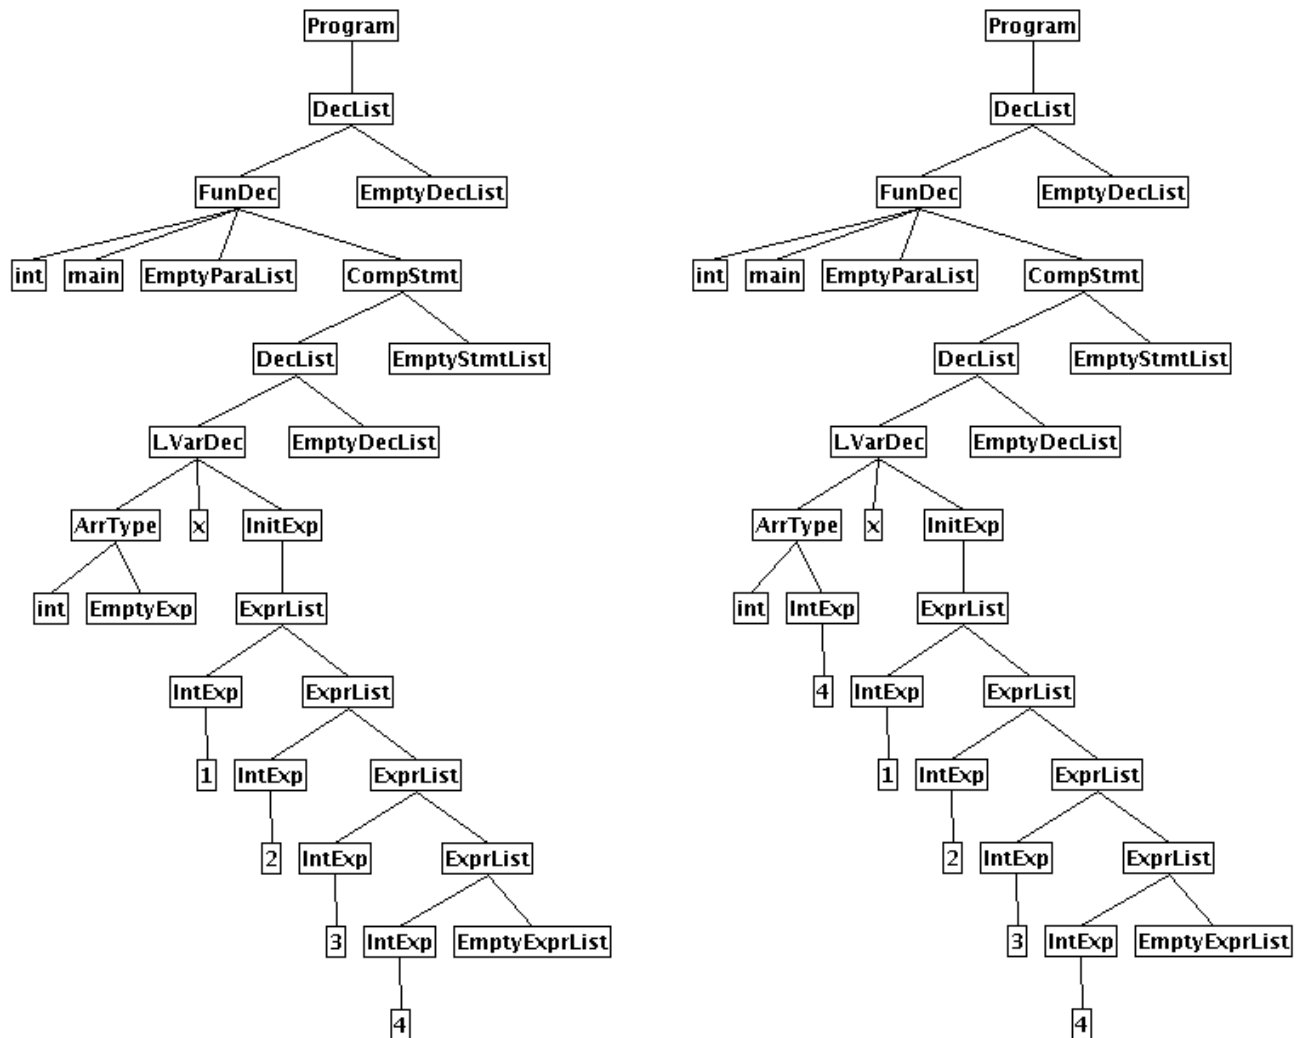 Program Program
DecList DecList
FunDec EmptyDecList FunDec EmptyDecList
int main EmptyParaList CompStmt int main EmptyParaList CompStmt
DecList EmptyStmtList DecList EmptyStmtList
L.VarDec EmptyDecList L.VarDec EmptyDecList
ArrType x InitExp ArrType x InitExp
int EmptyExp ExprList int IntExp ExprList
IntExp ExprList 4 IntExp ExprList
1 IntExp ExprList 1 IntExp ExprList
2 IntExp ExprList 2 IntExp ExprList
3 IntExp EmptyExprList 3 IntExp EmptyExprList
4 4